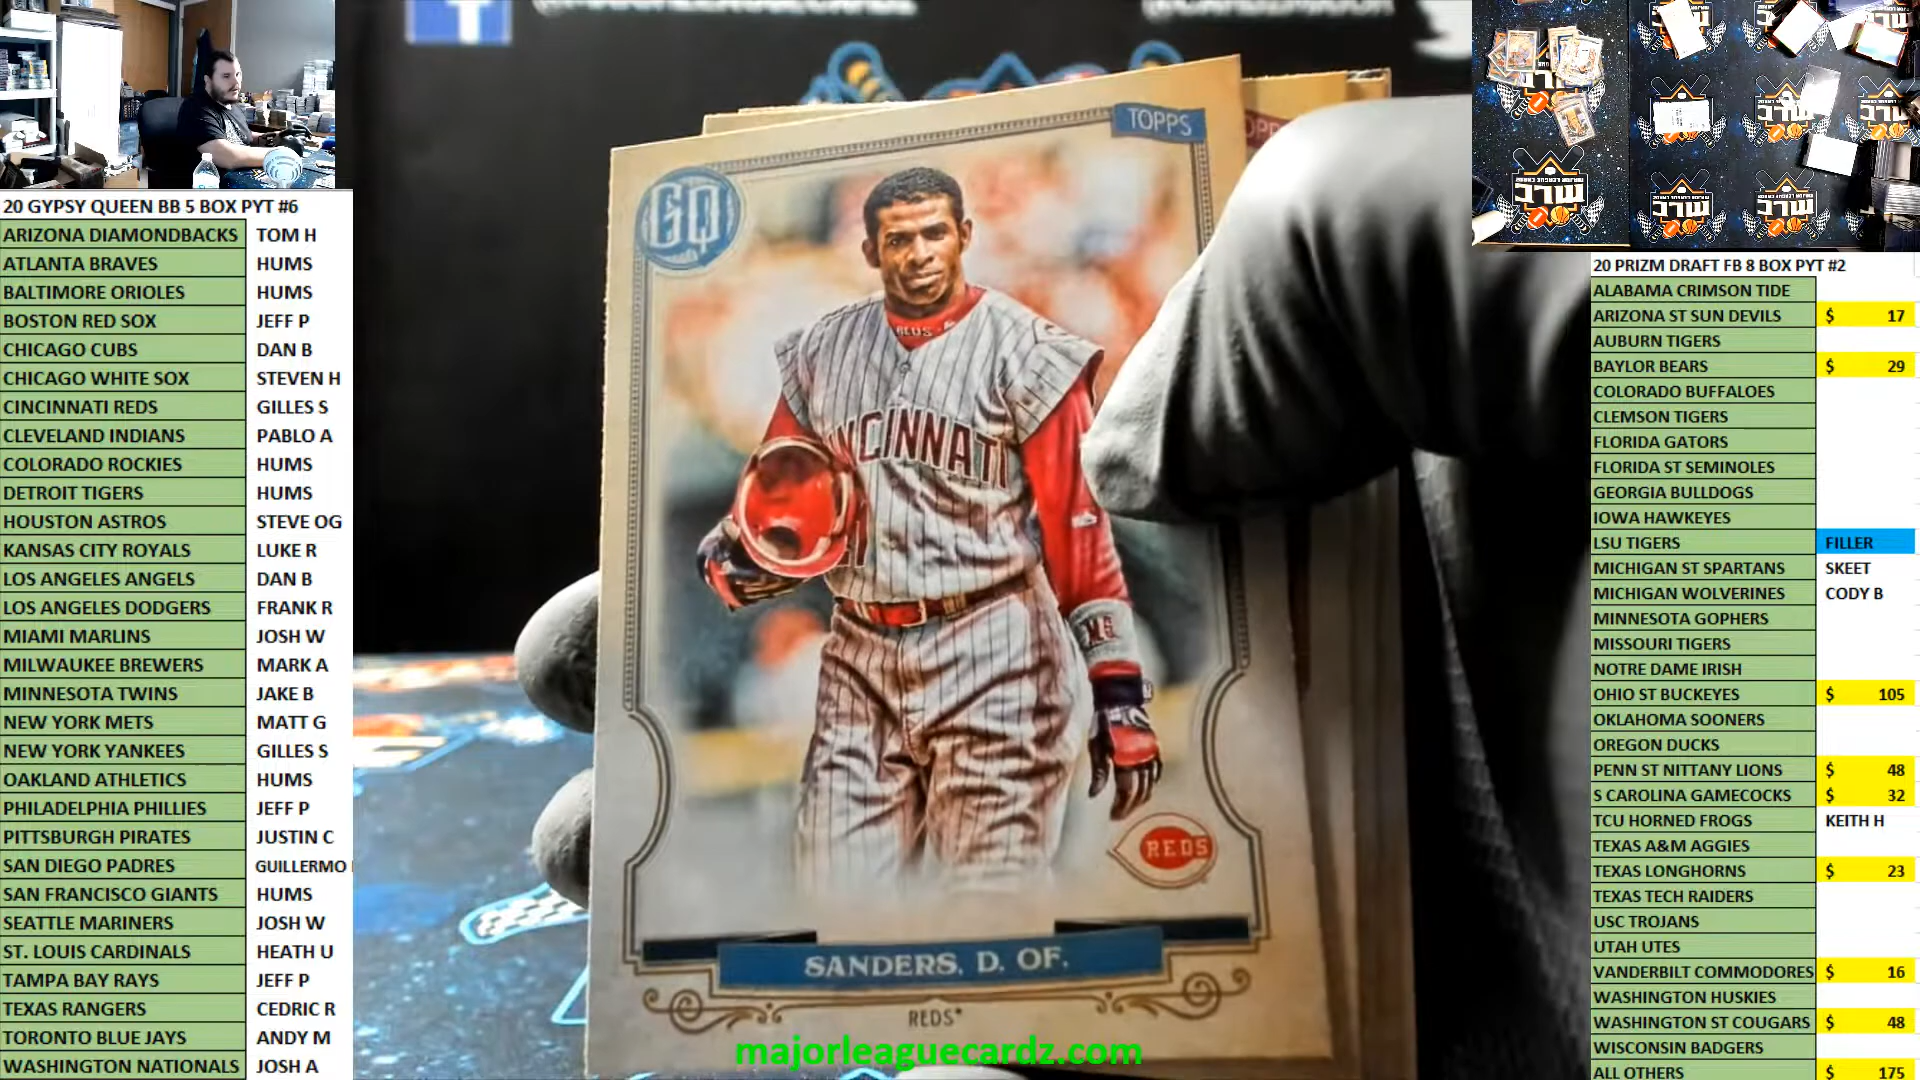 20 GYPSY QUEEN BB 5 BOX PYT #6
ARIZONA DIAMONDBACKS TOM H
ATLANTA BRAVES HUMS
BALTIMORE ORIOLES HUMS
BOSTON RED SOX JEFF P
CHICAGO CUBS DAN B
CHICAGO WHITE SOX STEVEN H
CINCINNATI REDS GILLES S
CLEVELAND INDIANS PABLO A
COLORADO ROCKIES HUMS
DETROIT TIGERS HUMS
HOUSTON ASTROS STEVE OG
KANSAS CITY ROYALS LUKE R
LOS ANGELES ANGELS DAN B
LOS ANGELES DODGERS FRANK R
MIAMI MARLINS JOSH W
MILWAUKEE BREWERS MARK A
MINNESOTA TWINS JAKE B
NEW YORK METS MATT G
NEW YORK YANKEES GILLES S
OAKLAND ATHLETICS HUMS
PHILADELPHIA PHILLIES JEFF P
PITTSBURGH PIRATES JUSTIN C
SAN DIEGO PADRES GUILLERMO
SAN FRANCISCO GIANTS HUMS
SEATTLE MARINERS JOSH W
ST. LOUIS CARDINALS HEATH U
TAMPA BAY RAYS JEFF P
TEXAS RANGERS CEDRIC R
TORONTO BLUE JAYS ANDY M
WASHINGTON NATIONALS JOSH A
TOPPS
GQ
REDS
CINCINNATI
REDS
SANDERS, D. OF.
REDS*
majorleaguecardz.com
20 PRIZM DRAFT FB 8 BOX PYT #2
ALABAMA CRIMSON TIDE
ARIZONA ST SUN DEVILS $ 17
AUBURN TIGERS
BAYLOR BEARS $ 29
COLORADO BUFFALOES
CLEMSON TIGERS
FLORIDA GATORS
FLORIDA ST SEMINOLES
GEORGIA BULLDOGS
IOWA HAWKEYES
LSU TIGERS FILLER
MICHIGAN ST SPARTANS SKEET
MICHIGAN WOLVERINES CODY B
MINNESOTA GOPHERS
MISSOURI TIGERS
NOTRE DAME IRISH
OHIO ST BUCKEYES $ 105
OKLAHOMA SOONERS
OREGON DUCKS
PENN ST NITTANY LIONS $ 48
S CAROLINA GAMECOCKS $ 32
TCU HORNED FROGS KEITH H
TEXAS A&M AGGIES
TEXAS LONGHORNS $ 23
TEXAS TECH RAIDERS
USC TROJANS
UTAH UTES
VANDERBILT COMMODORES $ 16
WASHINGTON HUSKIES
WASHINGTON ST COUGARS $ 48
WISCONSIN BADGERS
ALL OTHERS $ 175